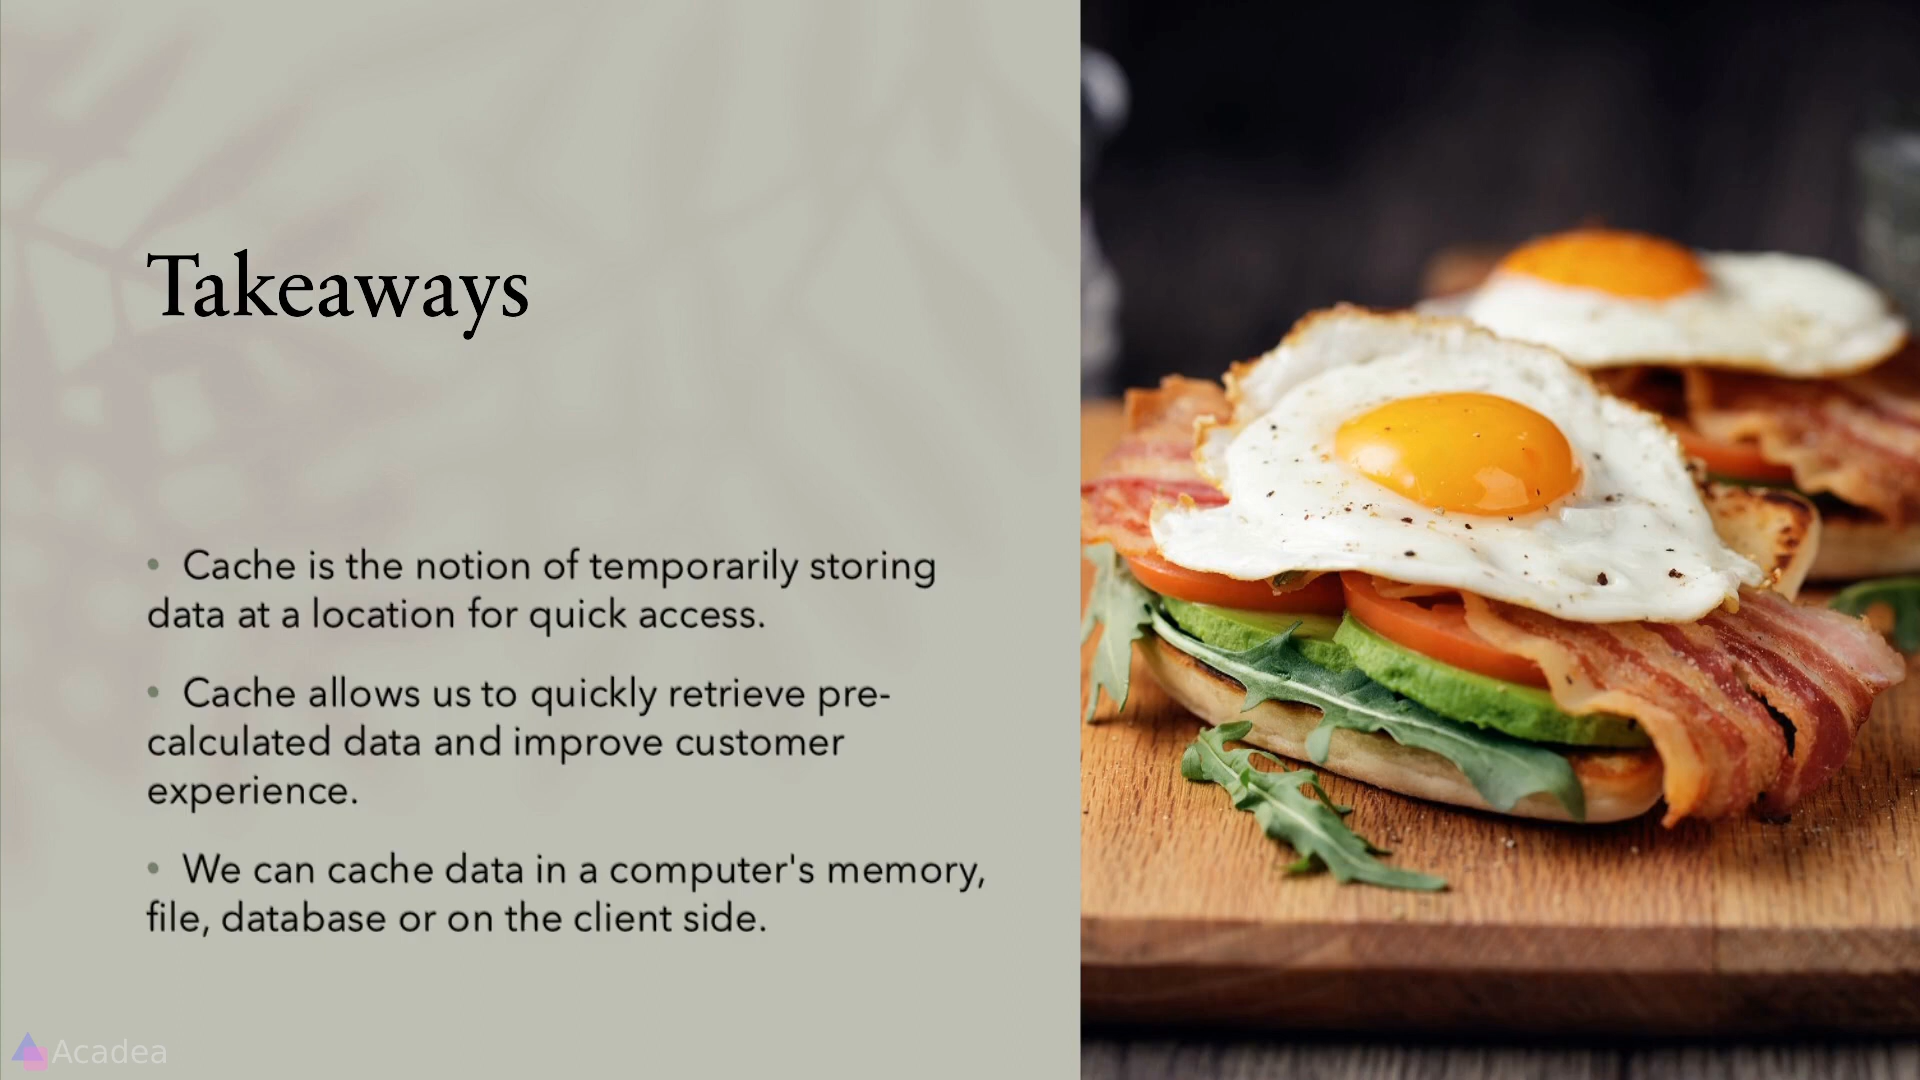 Takeaways
• Cache is the notion of temporarily storing
data at a location for quick access.
• Cache allows us to quickly retrieve pre-
calculated data and improve customer
experience.
• We can cache data in a computer's memory,
file, database or on the client side.
Acadea